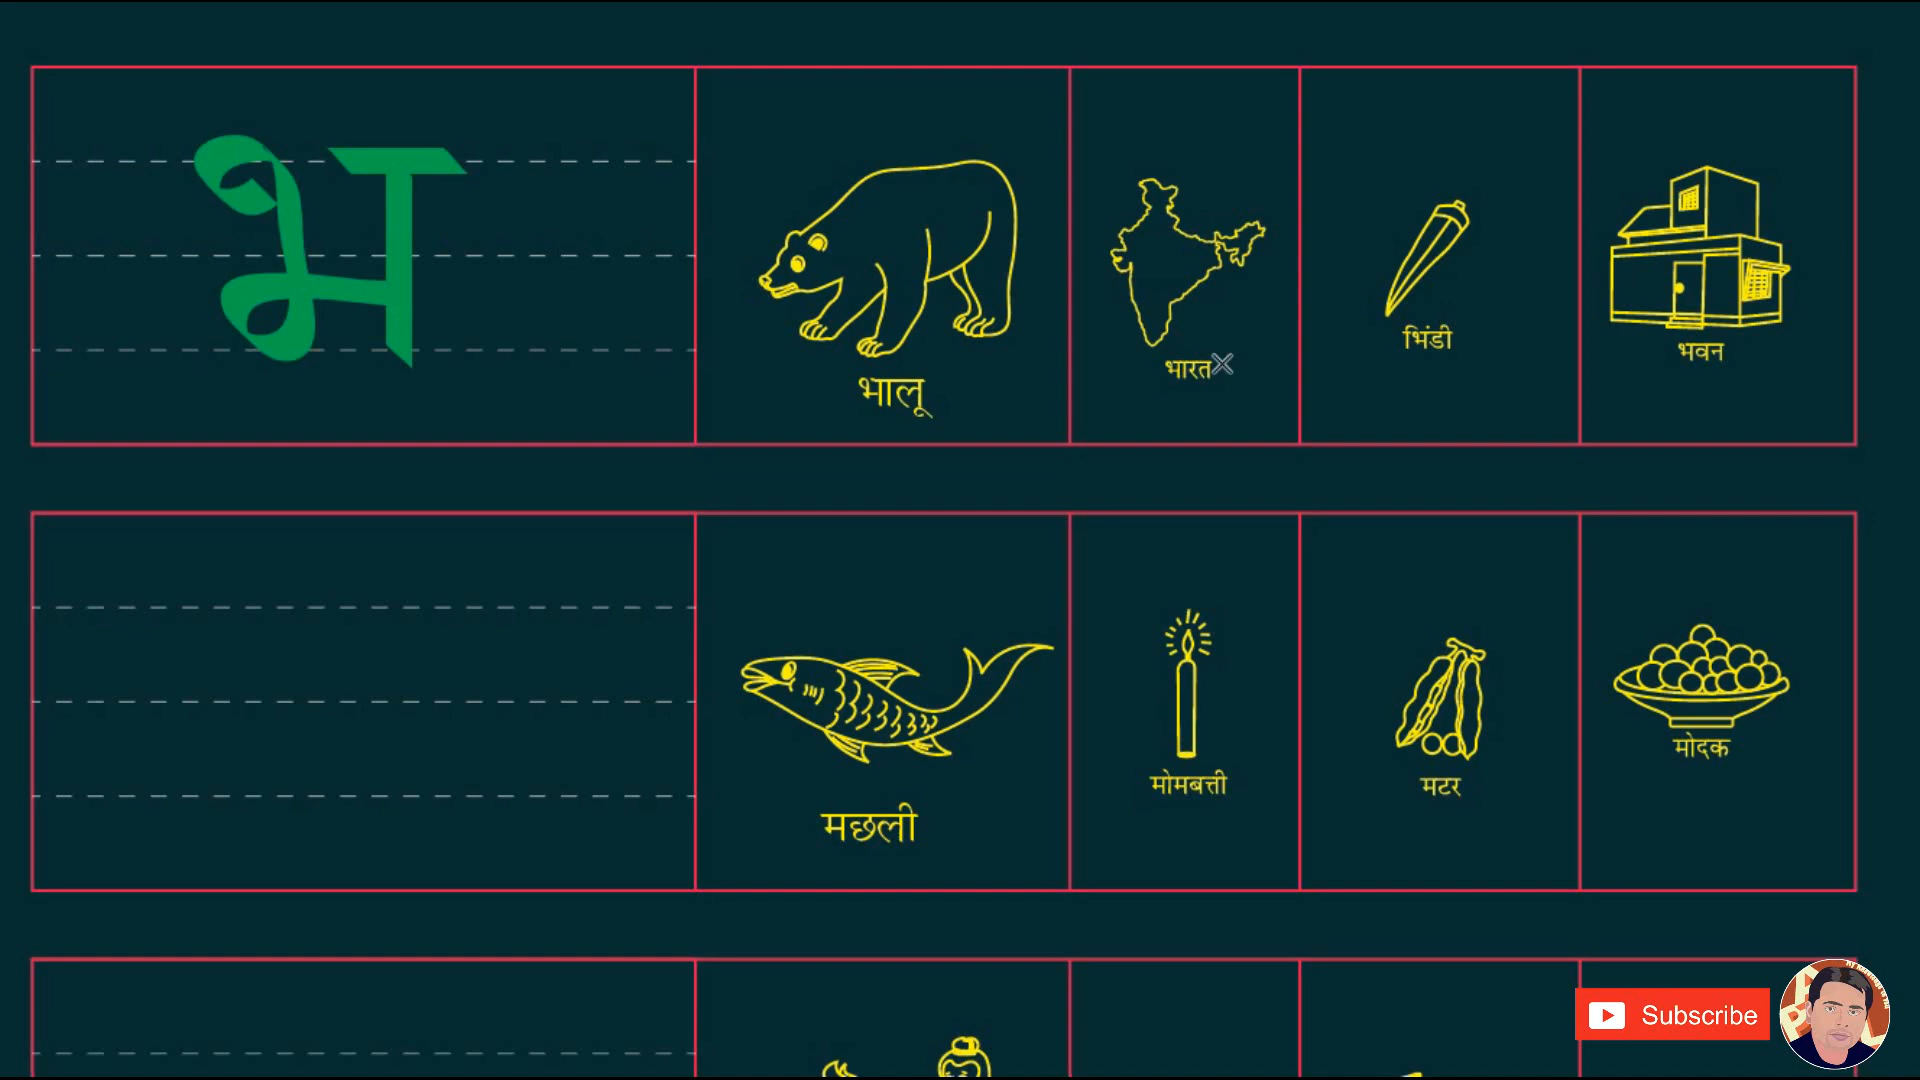 भ
भालू
भारत
भिंडी
भवन
मछली
मोमबत्ती
मटर
मोदक
Subscribe